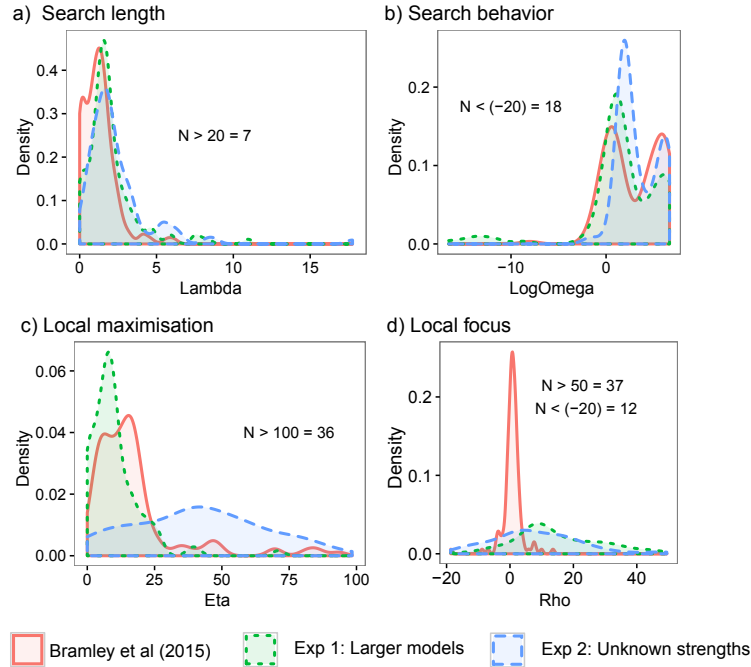 a) Search length
b) Search behavior
Density
0.4
0.3
0.2
0.1
0.0
N > 20 = 7
0
5
10
15
Lambda
Density
0.2
0.1
0.0
N < (−20) = 18
−10
0
LogOmega
c) Local maximisation
d) Local focus
Density
0.06
0.04
0.02
0.00
N > 100 = 36
0
25
50
75
100
Eta
Density
0.2
0.1
0.0
N > 50 = 37
N < (−20) = 12
−20
0
20
40
Rho
Bramley et al (2015)
Exp 1: Larger models
Exp 2: Unknown strengths